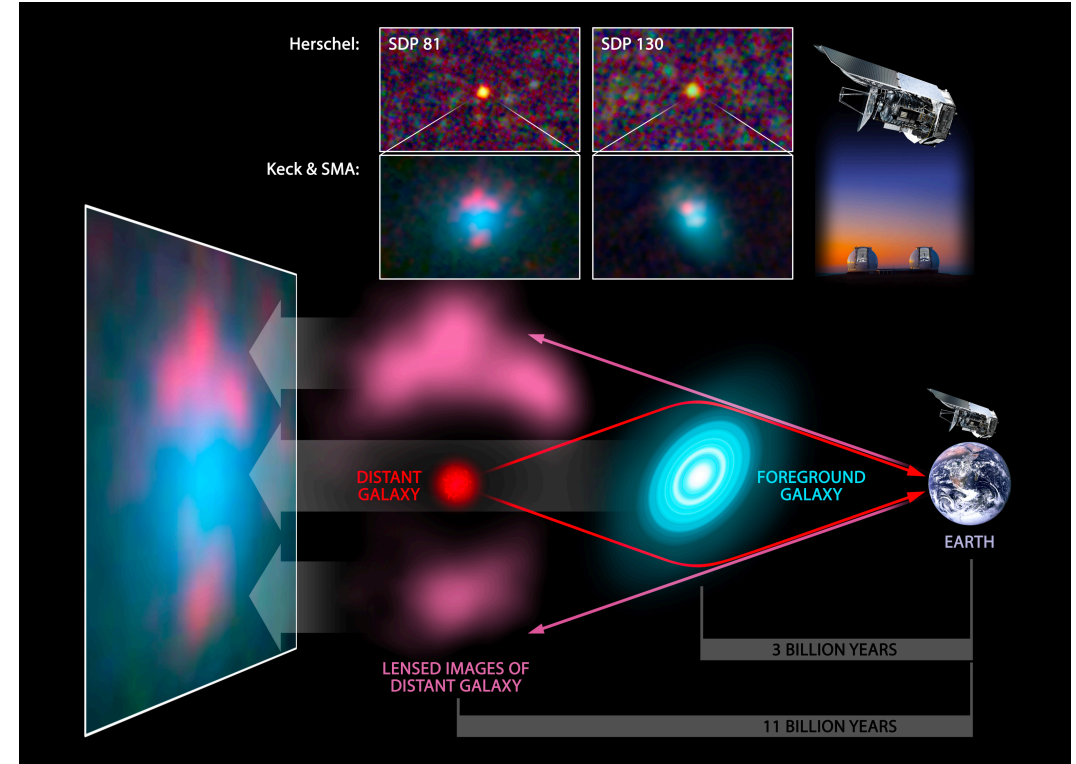 Herschel:
SDP 81
SDP 130
Keck & SMA:
DISTANT
GALAXY
FOREGROUND
GALAXY
EARTH
3 BILLION YEARS
LENSED IMAGES OF
DISTANT GALAXY
11 BILLION YEARS